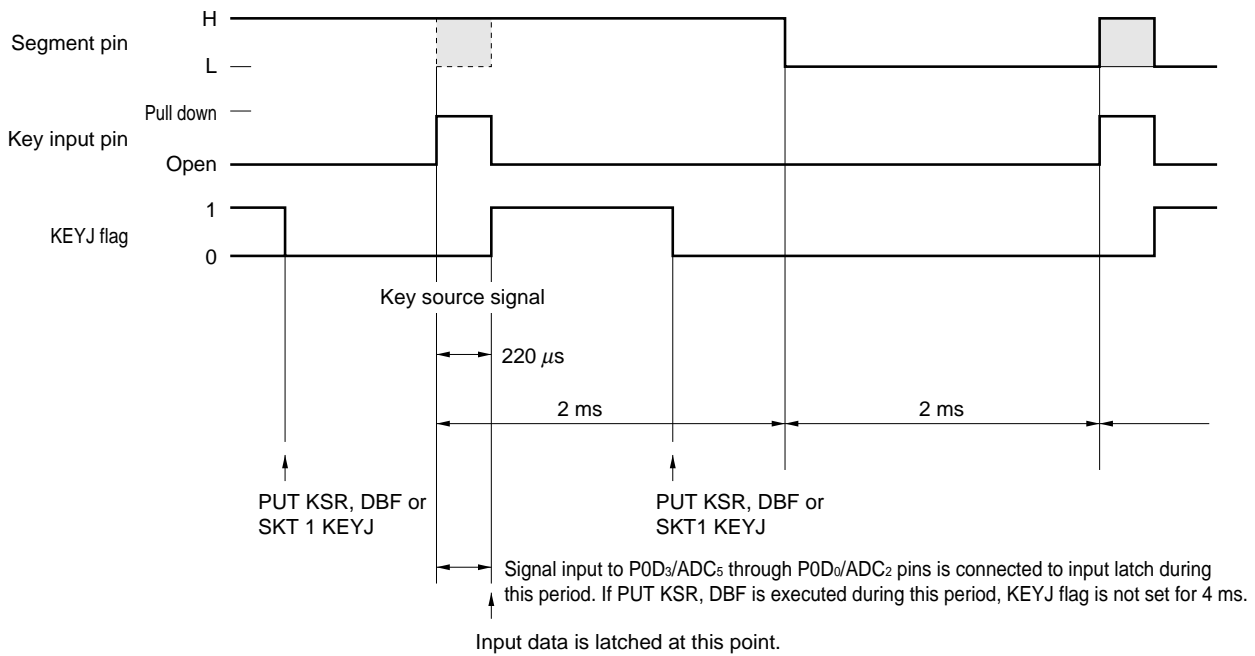 H
Segment pin
L
Pull down
Key input pin
Open
1
KEYJ flag
0
Key source signal
220 μs
2 ms
2 ms
PUT KSR, DBF or
SKT 1 KEYJ
PUT KSR, DBF or
SKT1 KEYJ
Signal input to P0D₃/ADC₅ through P0D₀/ADC₂ pins is connected to input latch during
this period. If PUT KSR, DBF is executed during this period, KEYJ flag is not set for 4 ms.
Input data is latched at this point.